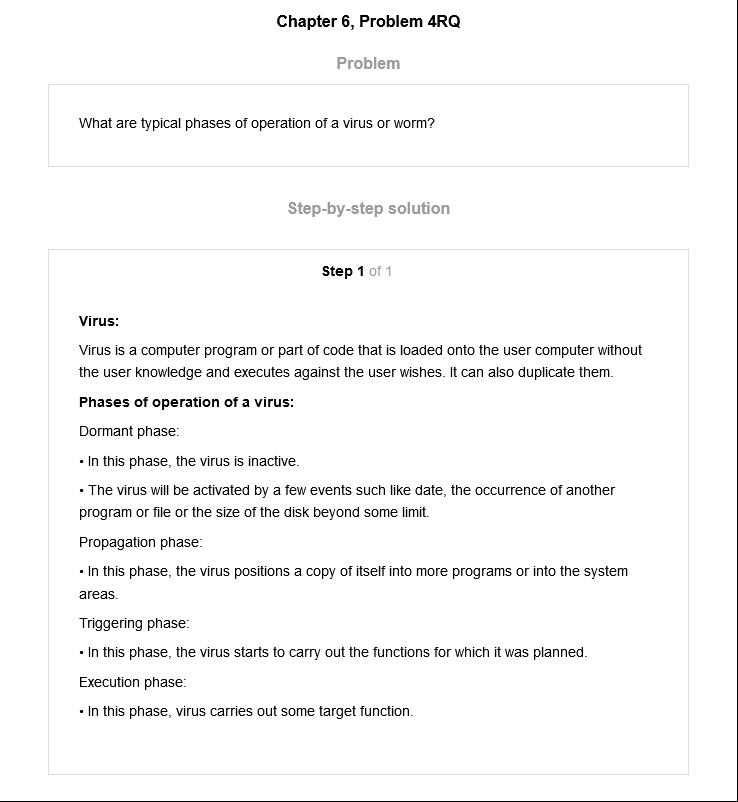 Chapter 6, Problem 4RQ
Problem
What are typical phases of operation of a virus or worm?
Step-by-step solution
Step 1 of 1
Virus:
Virus is a computer program or part of code that is loaded onto the user computer without
the user knowledge and executes against the user wishes. It can also duplicate them.
Phases of operation of a virus:
Dormant phase:
• In this phase, the virus is inactive.
• The virus will be activated by a few events such like date, the occurrence of another
program or file or the size of the disk beyond some limit.
Propagation phase:
• In this phase, the virus positions a copy of itself into more programs or into the system
areas.
Triggering phase:
• In this phase, the virus starts to carry out the functions for which it was planned.
Execution phase:
• In this phase, virus carries out some target function.